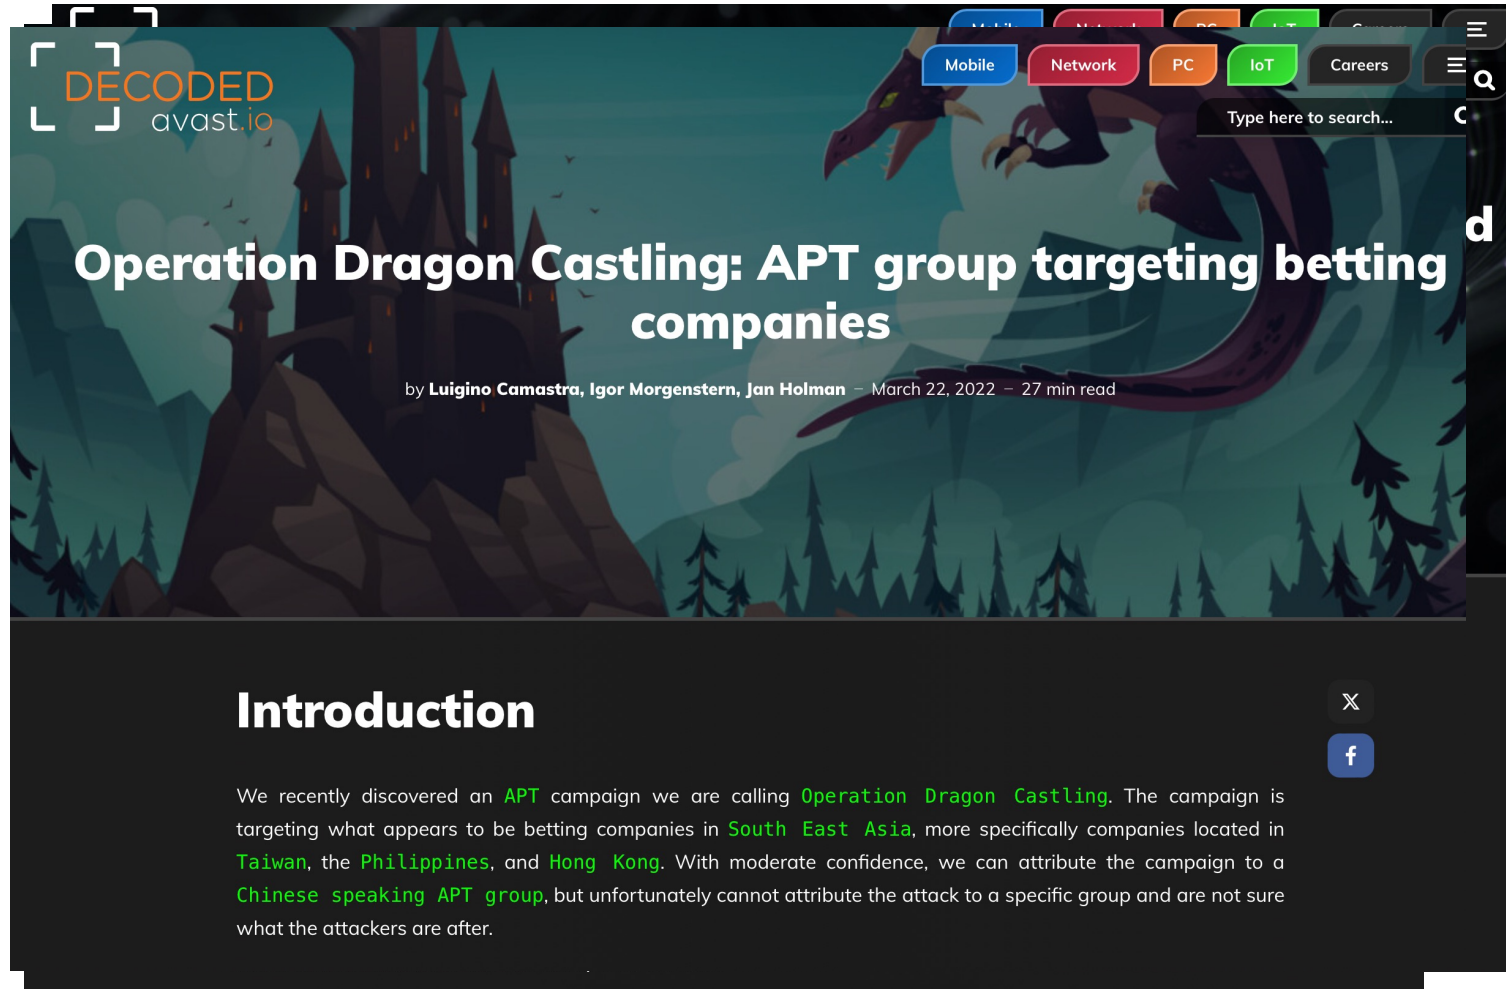 DECODED
avast.io
Mobile
Network
PC
IoT
Careers
Type here to search...
d
Operation Dragon Castling: APT group targeting betting
companies
by Luigino Camastra, Igor Morgenstern, Jan Holman – March 22, 2022 – 27 min read
Introduction
We recently discovered an APT campaign we are calling Operation Dragon Castling. The campaign is
targeting what appears to be betting companies in South East Asia, more specifically companies located in
Taiwan, the Philippines, and Hong Kong. With moderate confidence, we can attribute the campaign to a
Chinese speaking APT group, but unfortunately cannot attribute the attack to a specific group and are not sure
what the attackers are after.